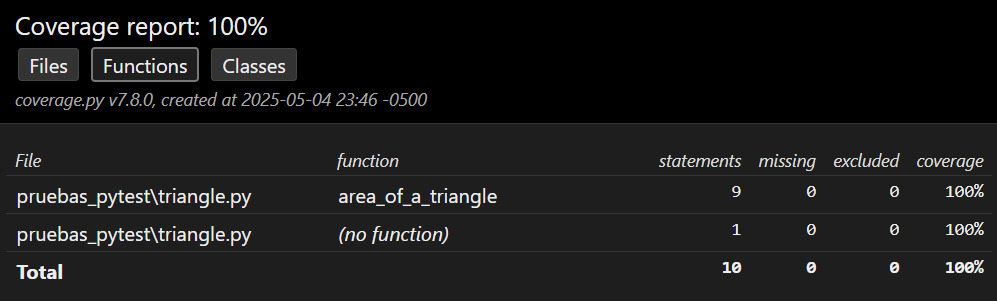 Coverage report: 100%
Files Functions Classes
coverage.py v7.8.0, created at 2025-05-04 23:46 -0500
File function statements missing excluded coverage
pruebas_pytest\triangle.py area_of_a_triangle 9 0 0 100%
pruebas_pytest\triangle.py (no function) 1 0 0 100%
Total 10 0 0 100%